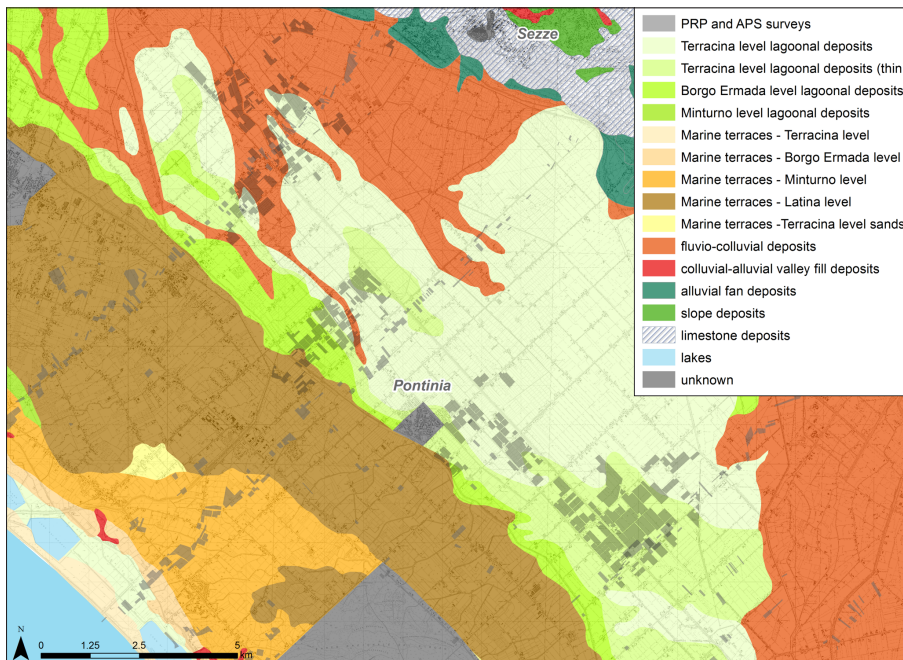 Sezze
PRP and APS surveys
Terracina level lagoonal deposits
Terracina level lagoonal deposits (thin
Borgo Ermada level lagoonal deposits
Minturno level lagoonal deposits
Marine terraces - Terracina level
Marine terraces - Borgo Ermada level
Marine terraces - Minturno level
Marine terraces - Latina level
Marine terraces -Terracina level sands
fluvio-colluvial deposits
colluvial-alluvial valley fill deposits
alluvial fan deposits
slope deposits
limestone deposits
lakes
unknown
Pontinia
N
0 1.25 2.5 5
km